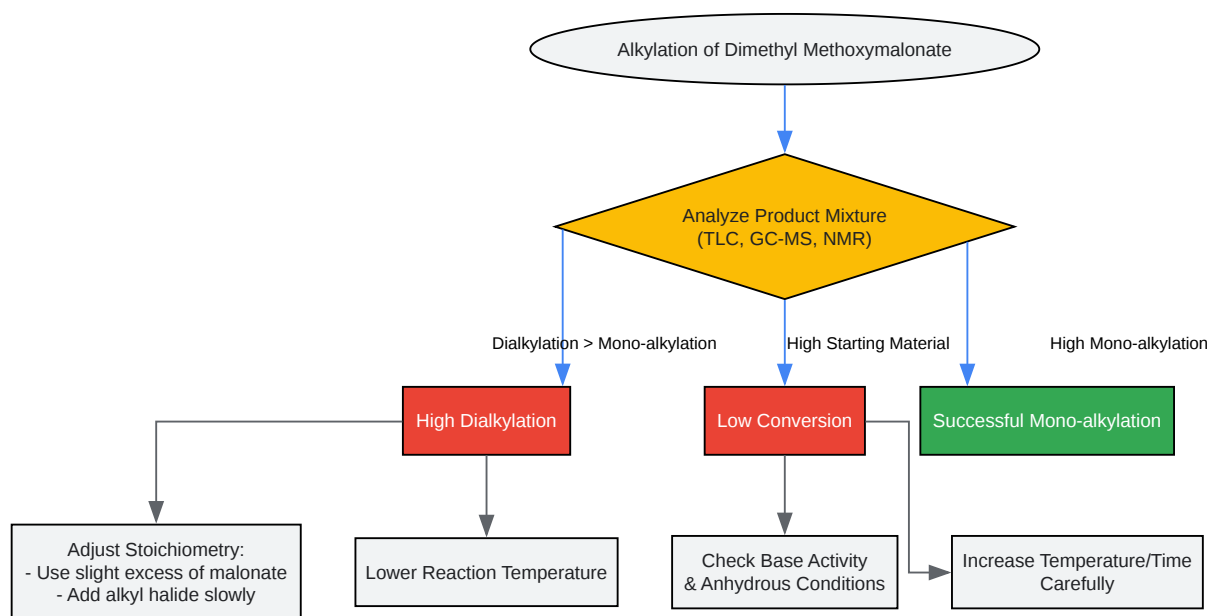 Alkylation of Dimethyl Methoxymalonate
Analyze Product Mixture
(TLC, GC-MS, NMR)
Dialkylation > Mono-alkylation
High Starting Material
High Mono-alkylation
High Dialkylation
Low Conversion
Successful Mono-alkylation
Adjust Stoichiometry:
- Use slight excess of malonate
- Add alkyl halide slowly
Lower Reaction Temperature
Check Base Activity
& Anhydrous Conditions
Increase Temperature/Time
Carefully